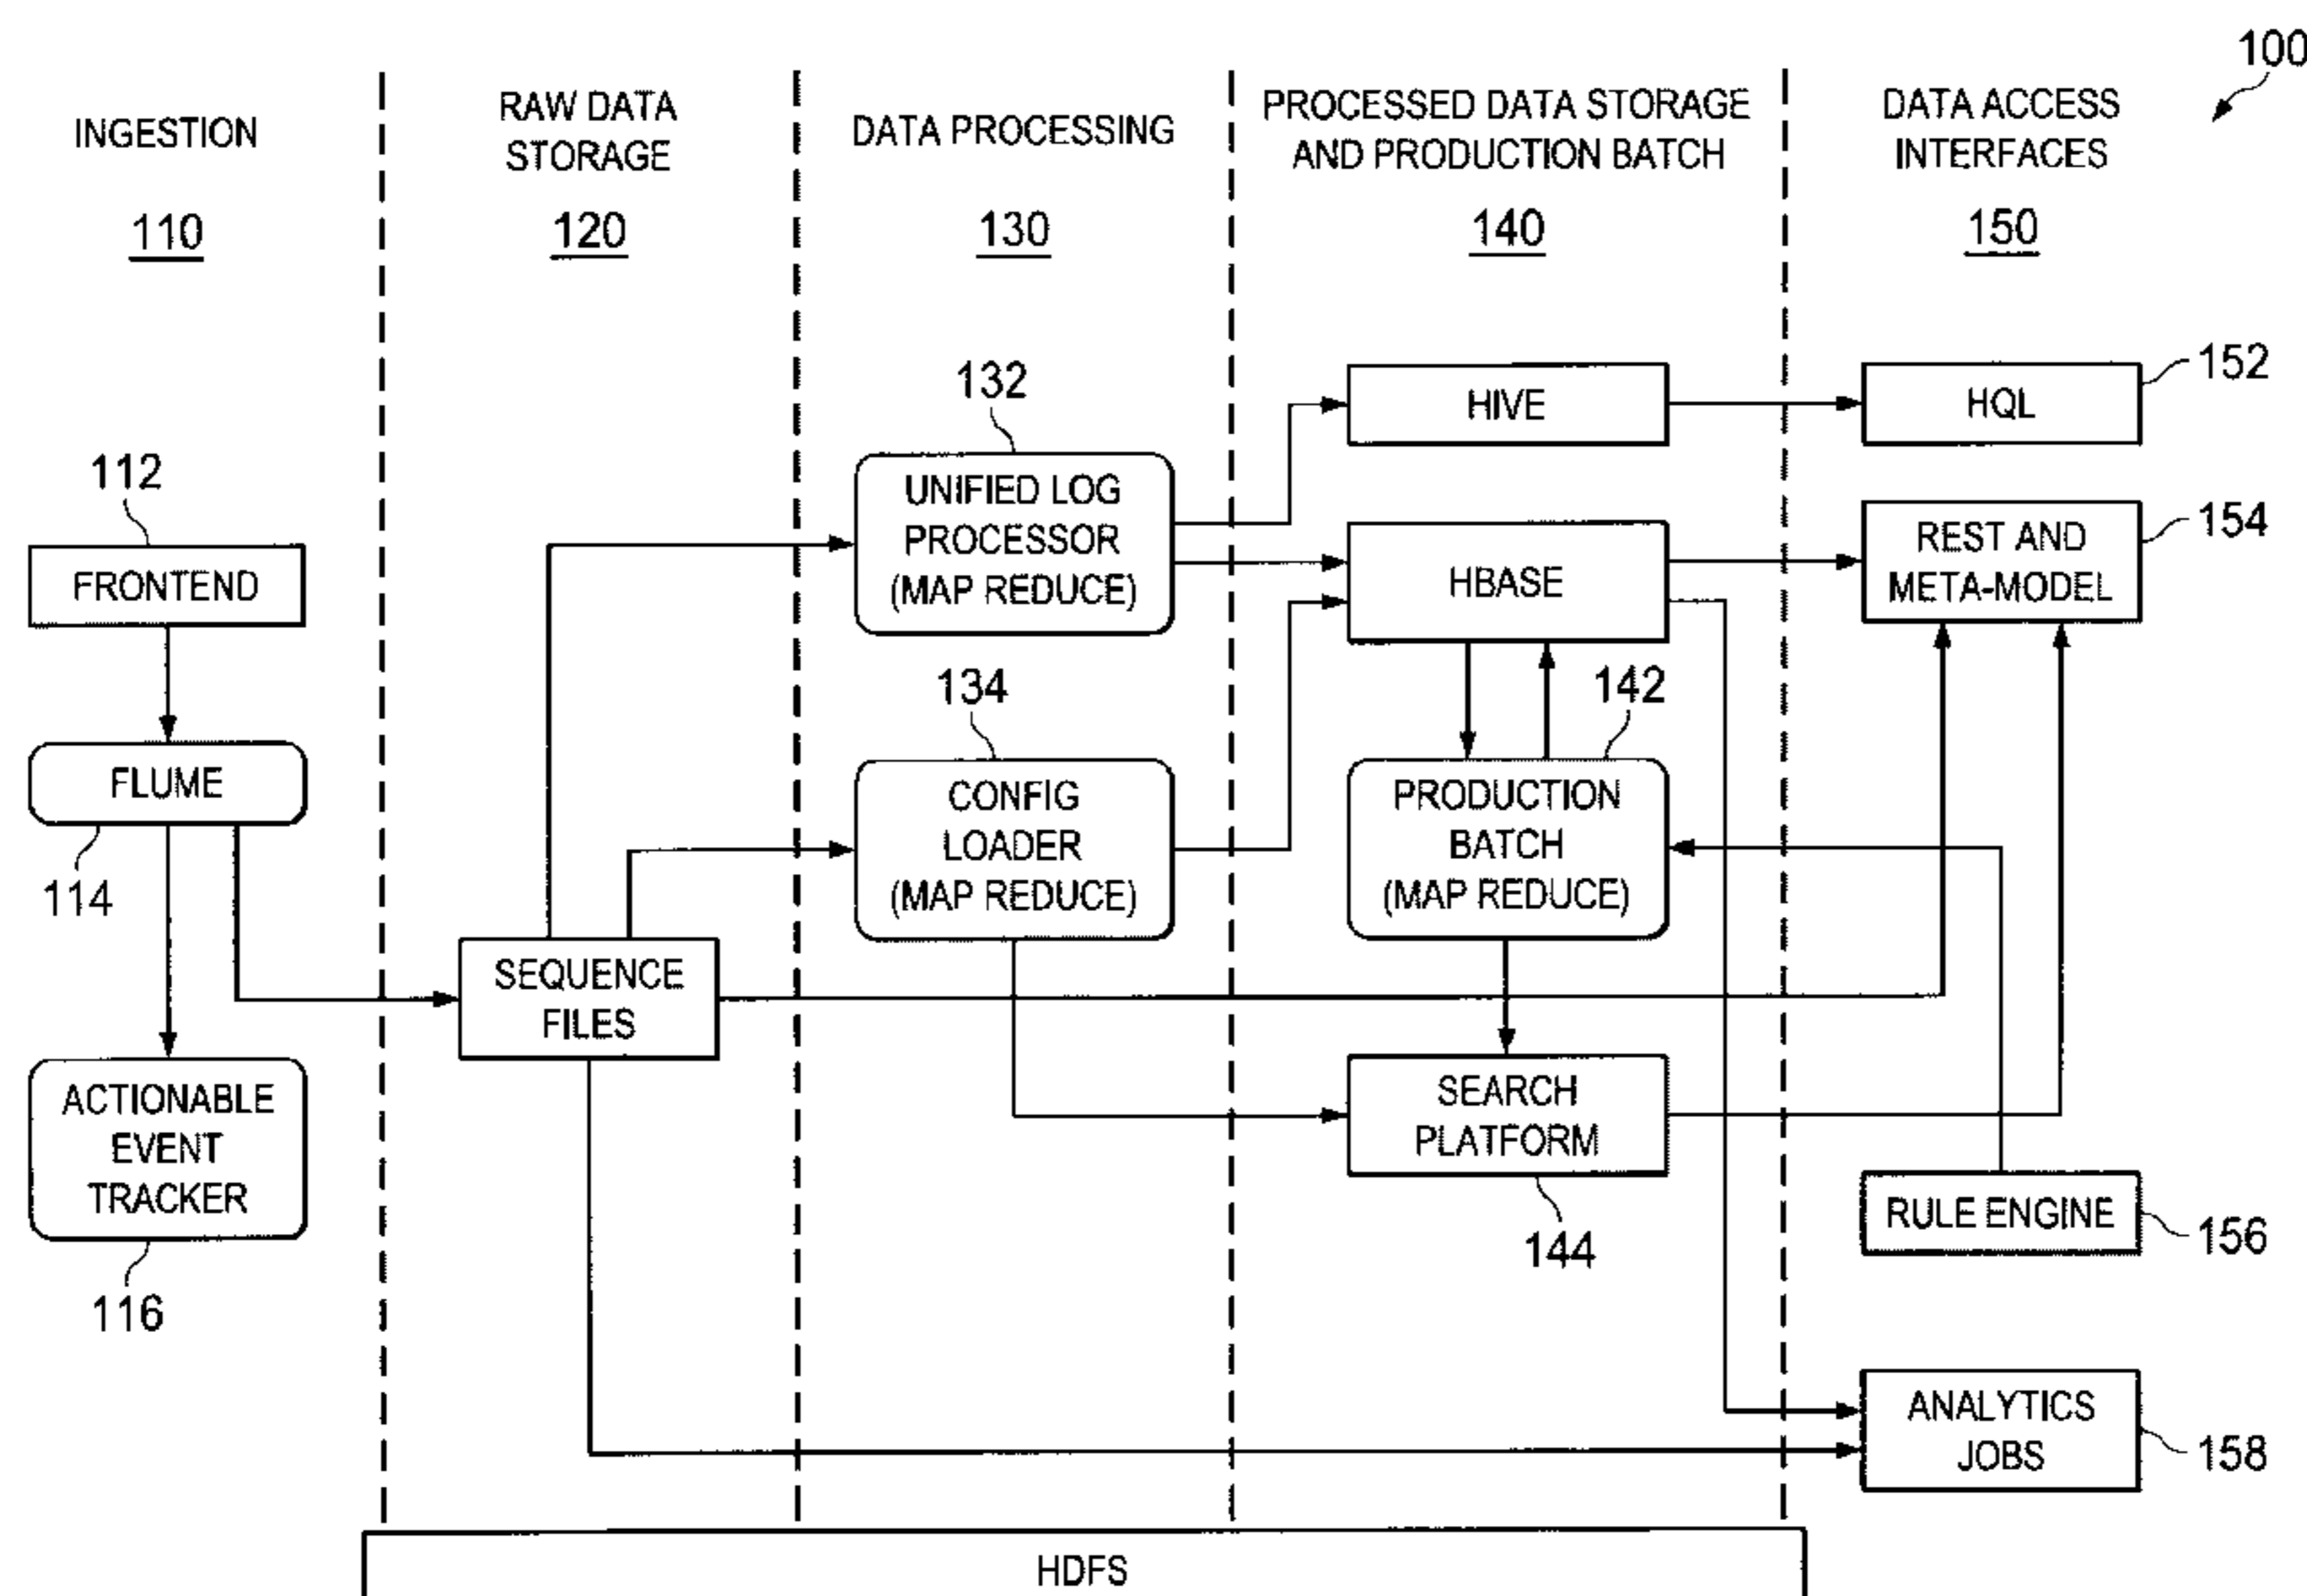 100
INGESTION
110
RAW DATA
STORAGE
120
DATA PROCESSING
130
PROCESSED DATA STORAGE
AND PRODUCTION BATCH
140
DATA ACCESS
INTERFACES
150
112
FRONTEND
FLUME
114
ACTIONABLE
EVENT
TRACKER
116
SEQUENCE
FILES
132
UNIFIED LOG
PROCESSOR
(MAP REDUCE)
134
CONFIG
LOADER
(MAP REDUCE)
HIVE
HBASE
142
PRODUCTION
BATCH
(MAP REDUCE)
SEARCH
PLATFORM
144
HQL
152
REST AND
META-MODEL
154
RULE ENGINE
156
ANALYTICS
JOBS
158
HDFS